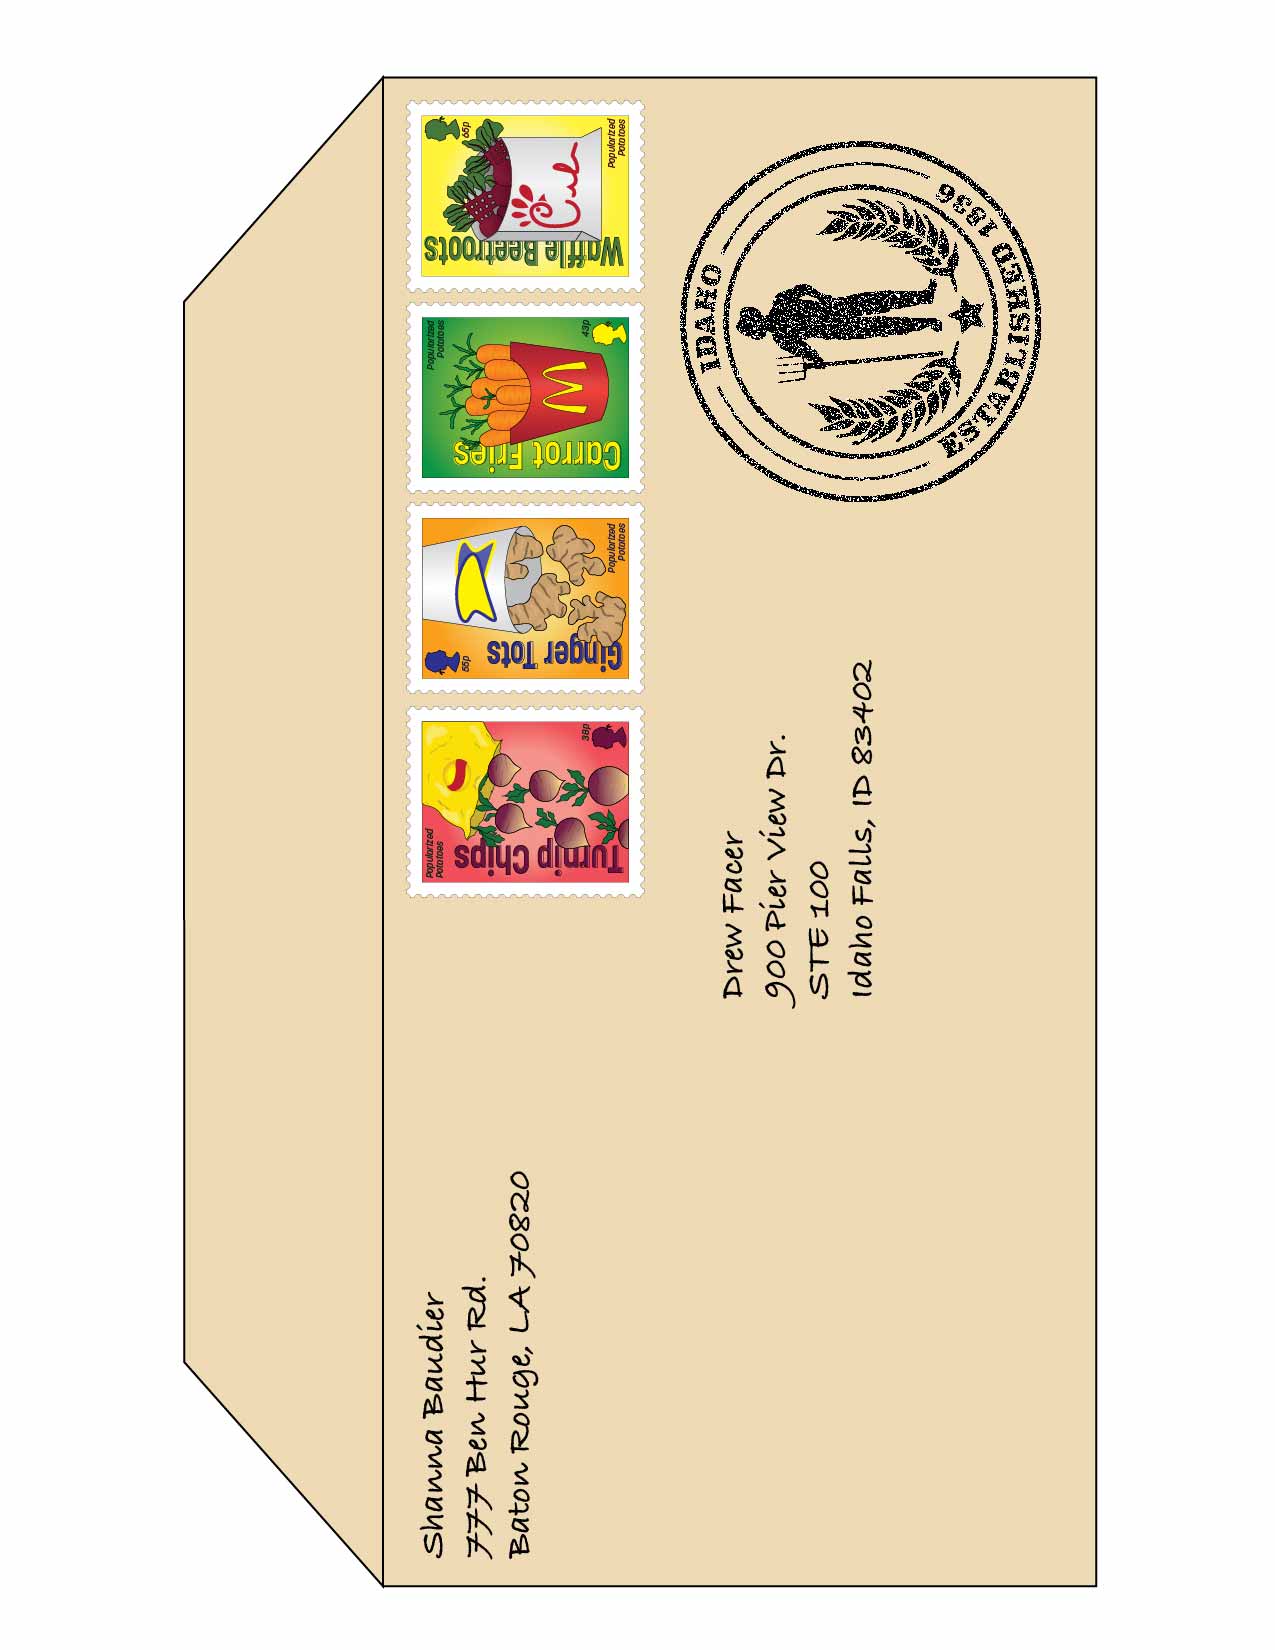 Shanna Baudier
777 Ben Hur Rd.
Baton Rouge, LA 70820
Popularized
Potatoes
Turnip Chips
38p
55p
Ginger Tots
Popularized
Potatoes
Popularized
Potatoes
Carrot Fries
43p
65p
Waffle Beetroots
Popularized
Potatoes
IDAHO
ESTABLISHED 1836
Drew Facer
900 Pier View Dr.
STE 100
Idaho Falls, ID 83402